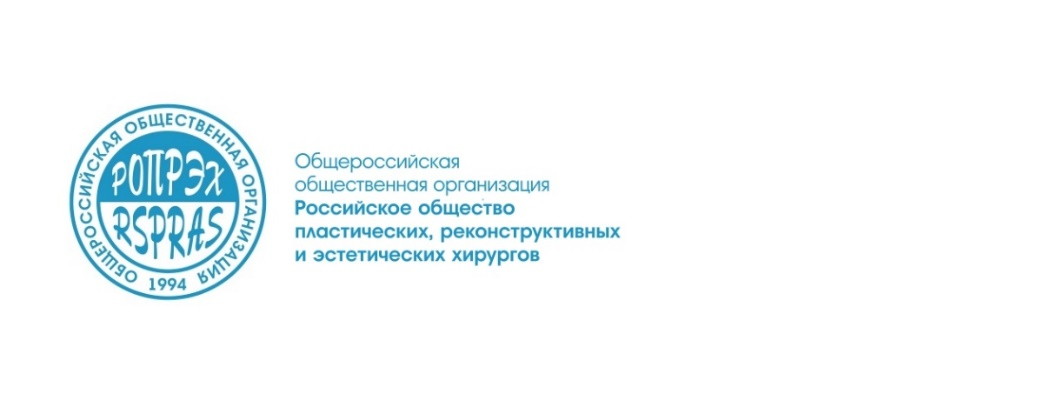 ОБЩЕРОССИЙСКАЯ ОБЩЕСТВЕННАЯ ОРГАНИЗАЦИЯ
РОПРЭХ
RSPRAS
1994
Общероссийская
общественная организация
Российское общество
пластических, реконструктивных
и эстетических хирургов